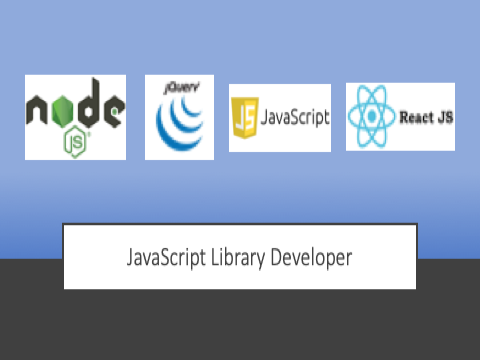 node
JS
jQuery
JS JavaScript
React JS
JavaScript Library Developer